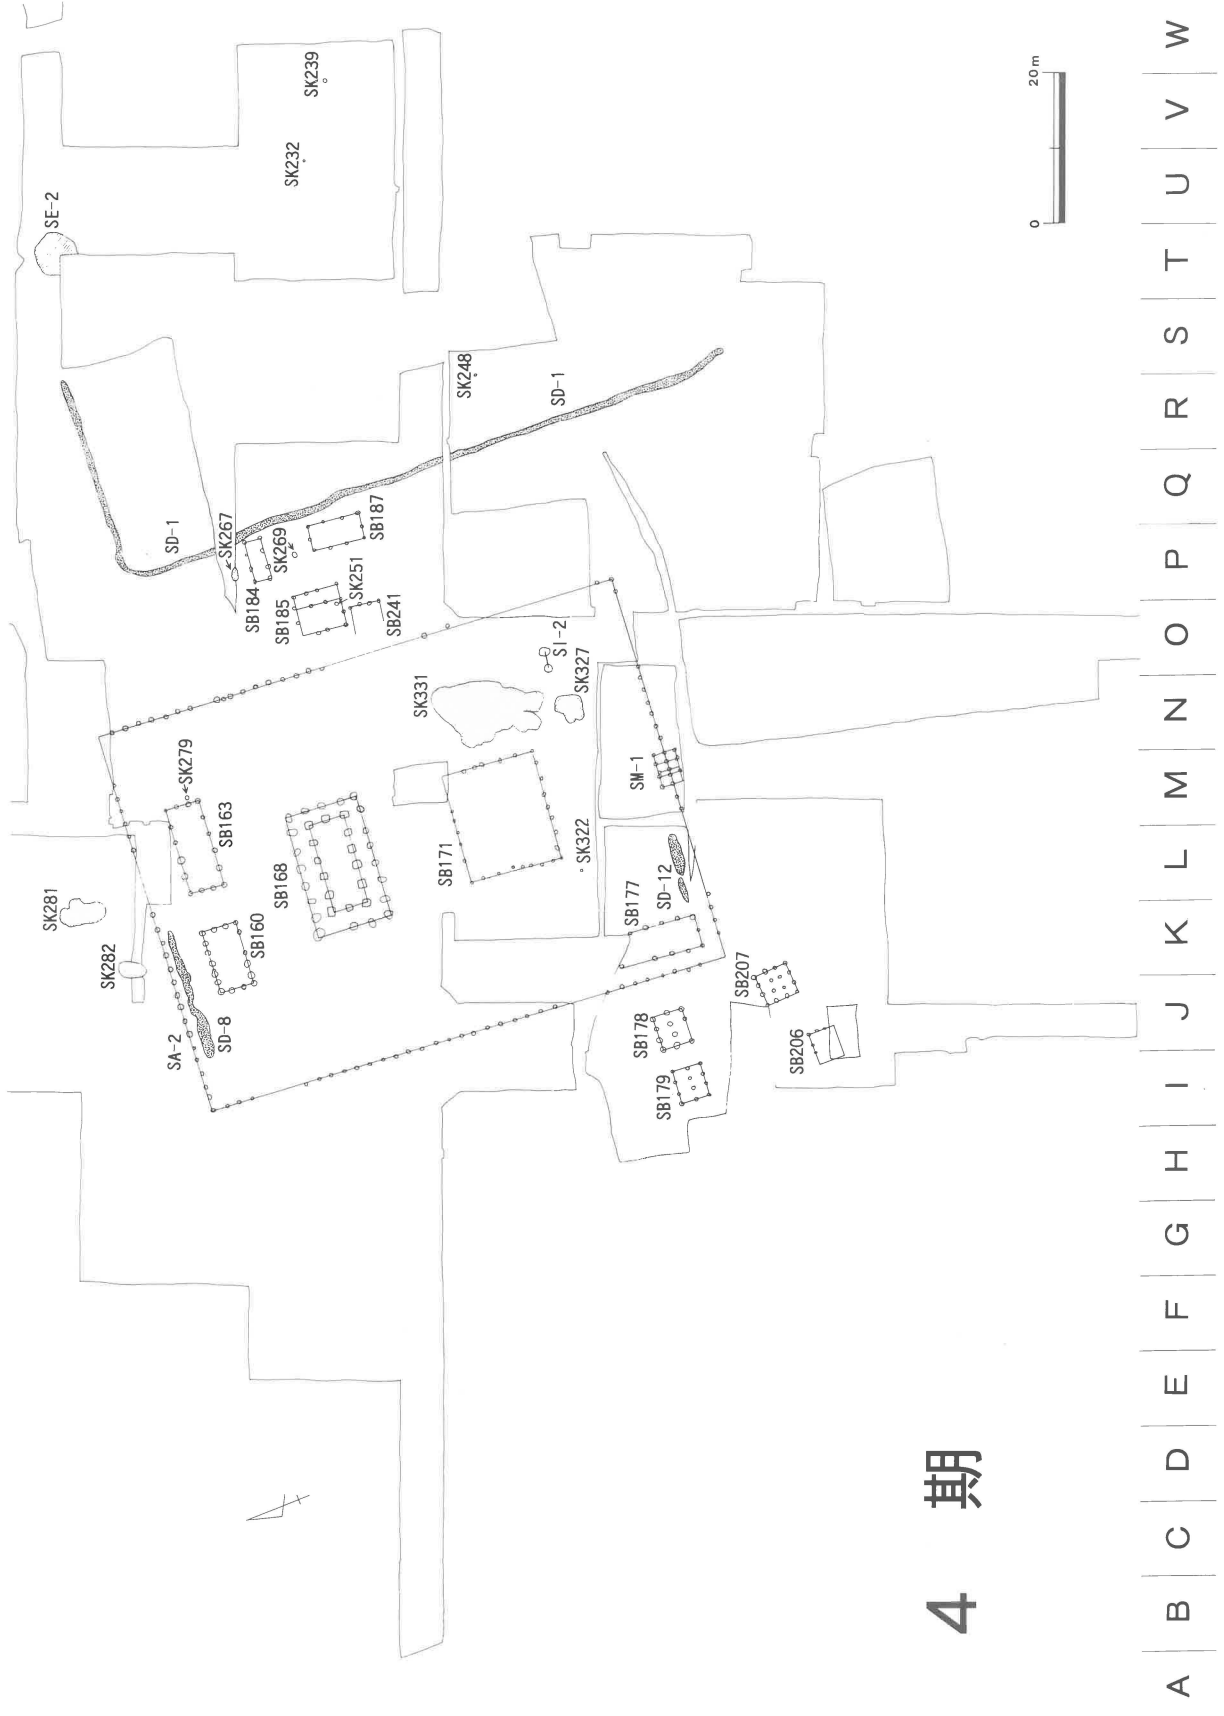 SK239
SK232
SE-2
20m
0
SK248
SD-1
SD-1
SK267
SK269
SB187
SB184
SB185
SK251
SB241
SI-2
SK327
SK331
SK279
SB163
SM-1
SB168
SB171
SK322
SK281
SB177
SD-12
SK282
SB160
SB207
SA-2
SD-8
SB178
SB179
SB206
4 期
A B C D E F G H I J K L M N O P Q R S T U V W